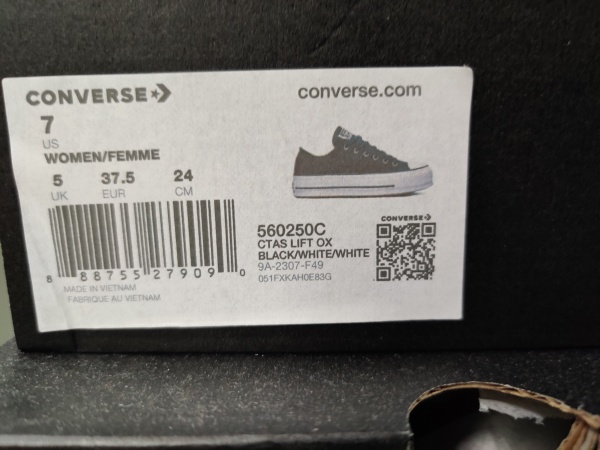 CONVERSE
converse.com
7
US
WOMEN/FEMME
5 37.5 24
UK EUR CM
8 88755 27909 0
MADE IN VIETNAM
FABRIQUE AU VIETNAM
560250C
CTAS LIFT OX
BLACK/WHITE/WHITE
9A-2307-F49
051FXKAH0E83G
CONVERSE